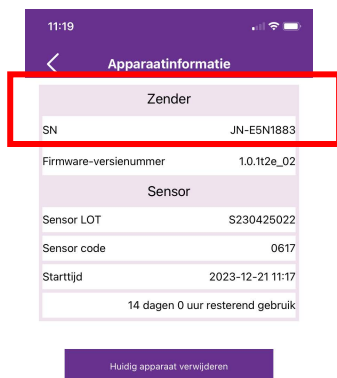 11:19
Apparaatinformatie
Zender
SN JN-E5N1883
Firmware-versienummer 1.0.1t2e_02
Sensor
Sensor LOT S230425022
Sensor code 0617
Starttijd 2023-12-21 11:17
14 dagen 0 uur resterend gebruik
Huidig apparaat verwijderen